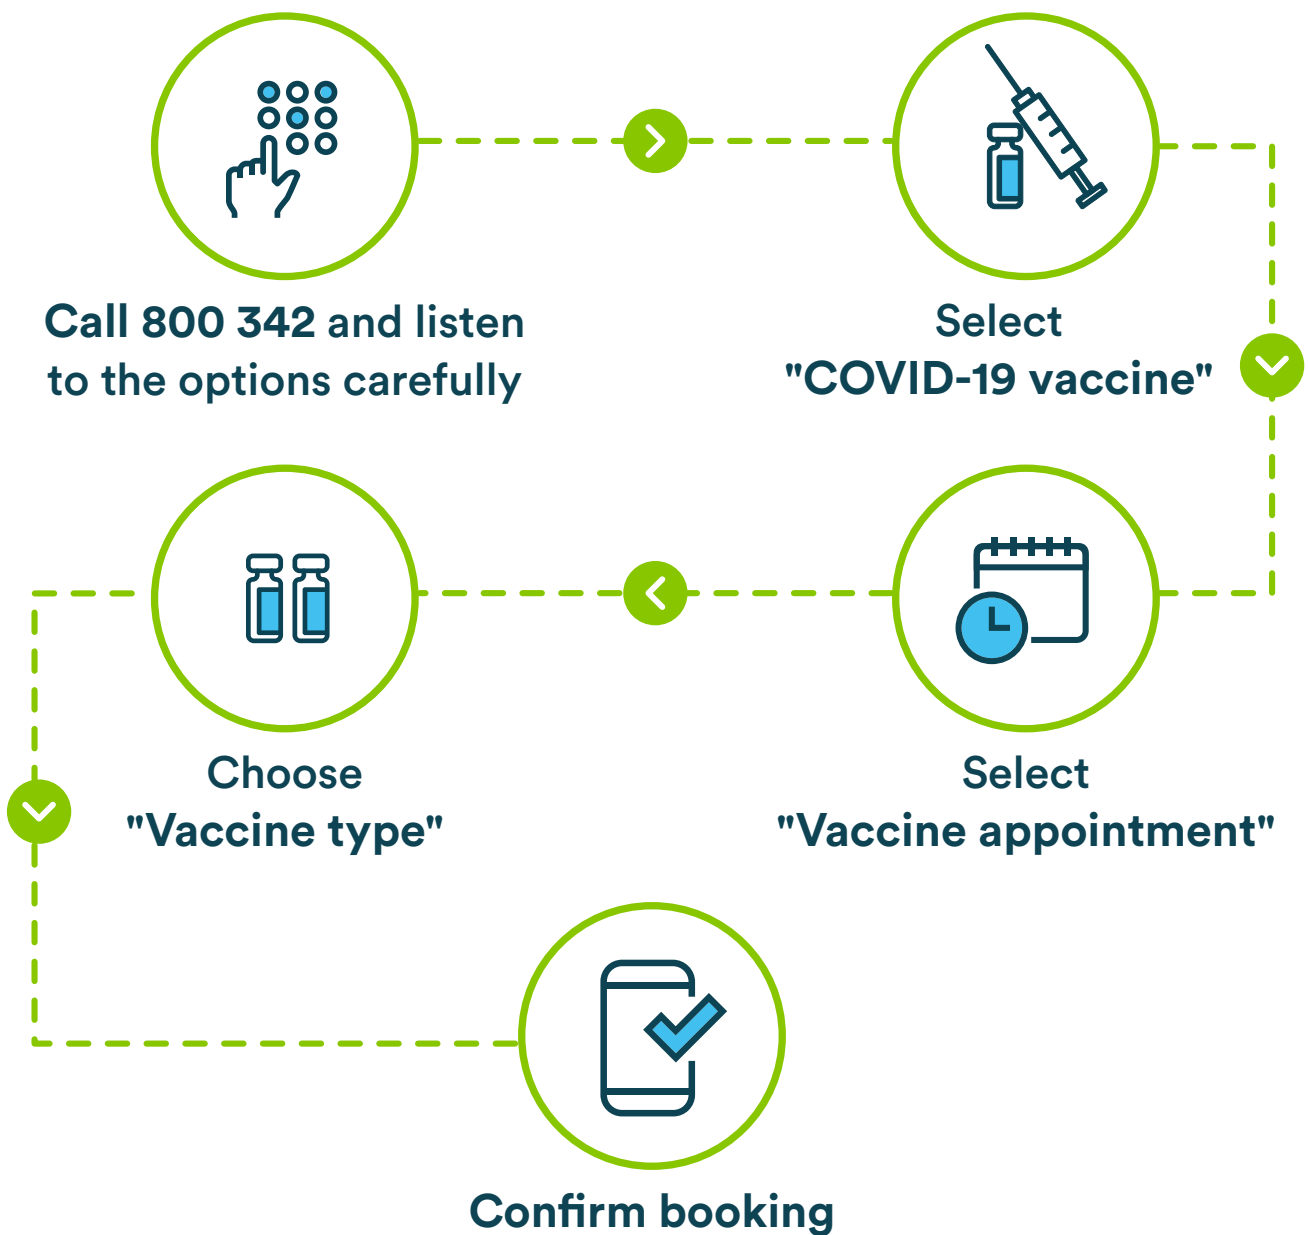 Call 800 342 and listen
to the options carefully
Select
"COVID-19 vaccine"
Select
"Vaccine appointment"
Choose
"Vaccine type"
Confirm booking